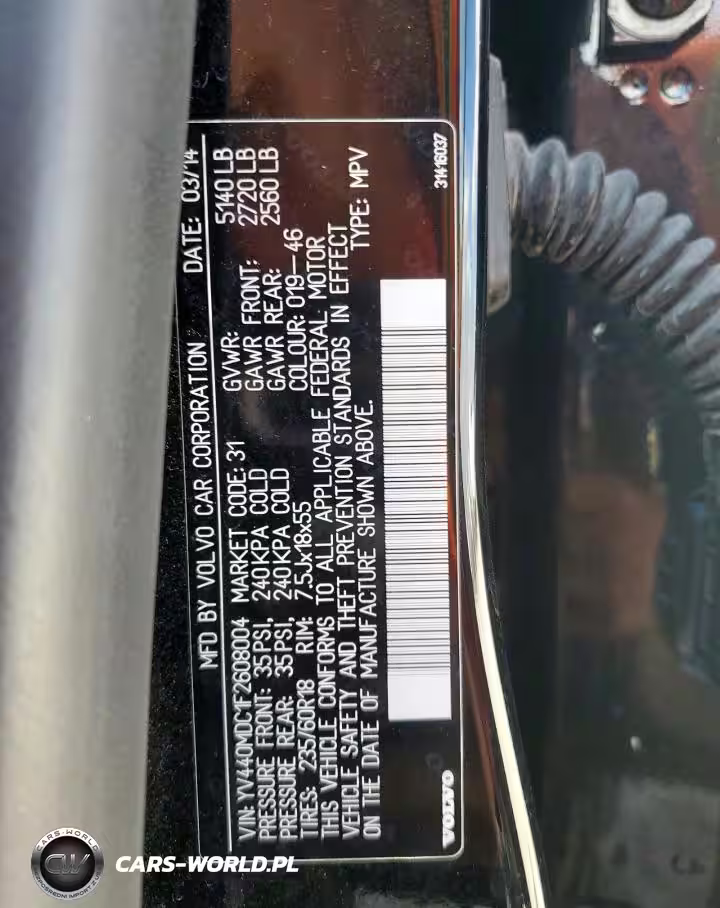 MFD BY VOLVO CAR CORPORATION DATE: 03/14
VIN: YV440MDC1F2608004 MARKET CODE: 31 GVWR: 5140 LB
PRESSURE FRONT: 35PSI, 240KPA COLD GAWR FRONT: 2720 LB
PRESSURE REAR: 35PSI, 240KPA COLD GAWR REAR: 2560 LB
TIRES: 235/60R18 RIM: 7.5Jx18x55 COLOUR: 019-46
THIS VEHICLE CONFORMS TO ALL APPLICABLE FEDERAL MOTOR
VEHICLE SAFETY AND THEFT PREVENTION STANDARDS IN EFFECT
ON THE DATE OF MANUFACTURE SHOWN ABOVE. TYPE: MPV
VOLVO 31416037
CARS-WORLD
CW
CARS-WORLD.PL